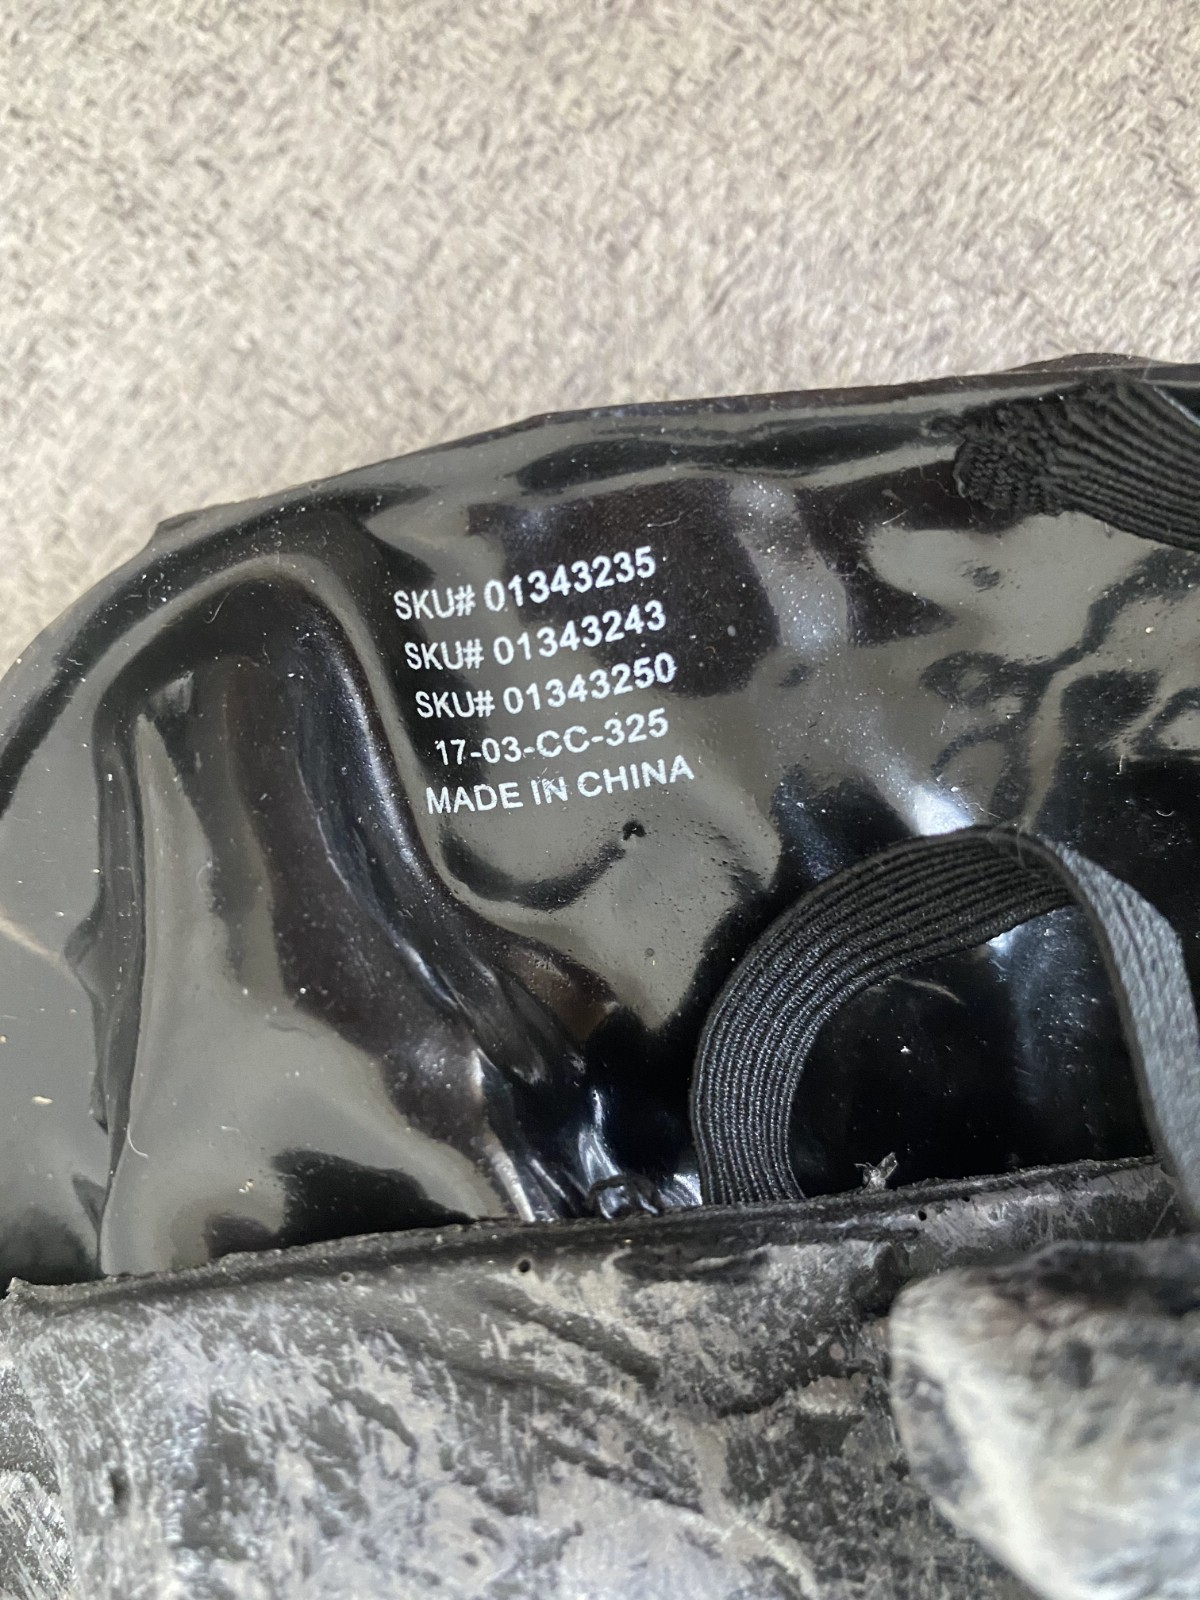 SKU# 01343235
SKU# 01343243
SKU# 01343250
17-03-CC-325
MADE IN CHINA